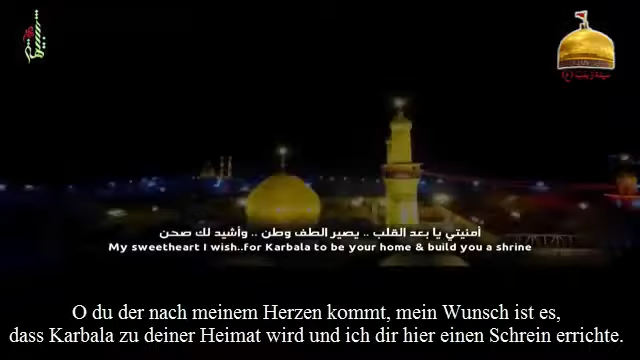 سيدة زينب (ع)
أمنيتي يا بعد القلب .. يصير الطف وطن .. وأشيد لك صحن
My sweetheart I wish..for Karbala to be your home & build you a shrine
O du der nach meinem Herzen kommt, mein Wunsch ist es,
dass Karbala zu deiner Heimat wird und ich dir hier einen Schrein errichte.